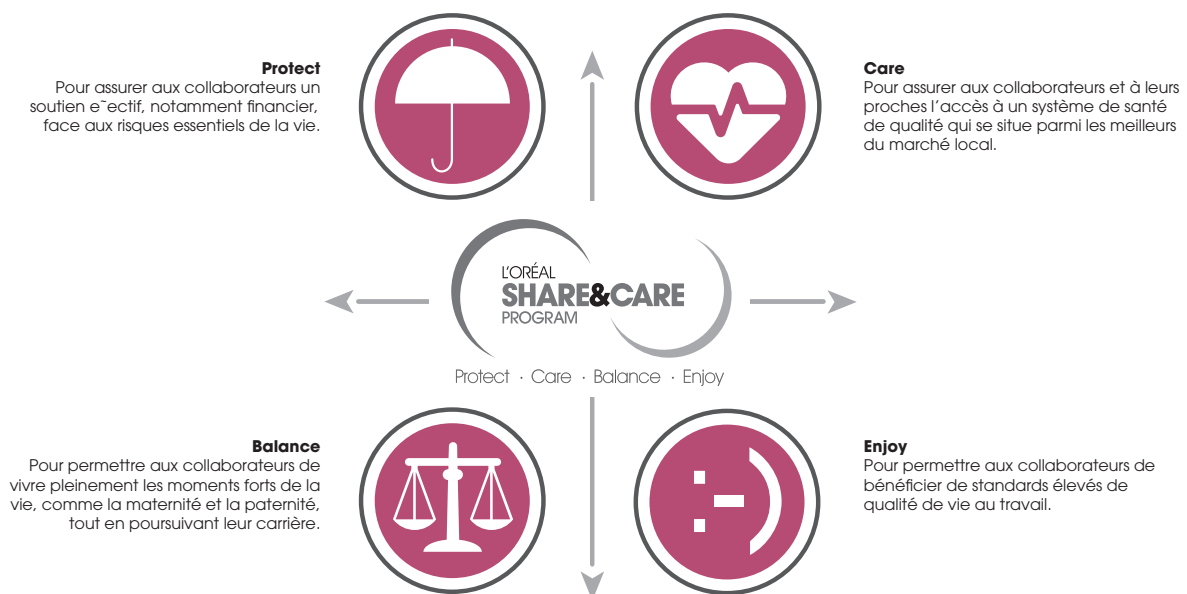 Protect
Pour assurer aux collaborateurs un
soutien e˜ectif, notamment financier,
face aux risques essentiels de la vie.
Care
Pour assurer aux collaborateurs et à leurs
proches l’accès à un système de santé
de qualité qui se situe parmi les meilleurs
du marché local.
L’ORÉAL
SHARE&CARE
PROGRAM
Protect · Care · Balance · Enjoy
Balance
Pour permettre aux collaborateurs de
vivre pleinement les moments forts de la
vie, comme la maternité et la paternité,
tout en poursuivant leur carrière.
Enjoy
Pour permettre aux collaborateurs de
bénéficier de standards élevés de
qualité de vie au travail.